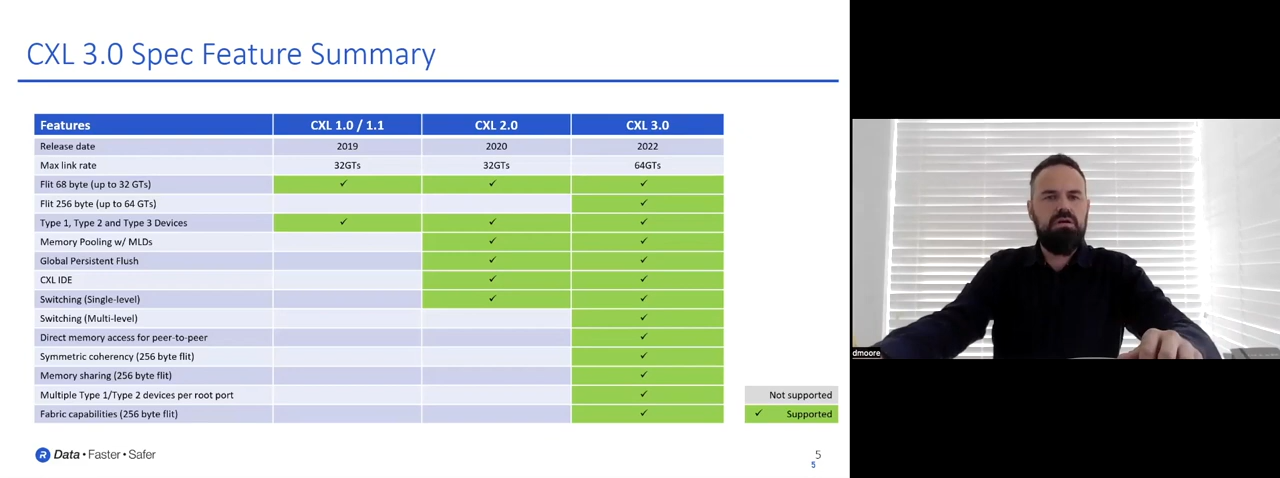 CXL 3.0 Spec Feature Summary
Features CXL 1.0 / 1.1 CXL 2.0 CXL 3.0
Release date 2019 2020 2022
Max link rate 32GTs 32GTs 64GTs
Flit 68 byte (up to 32 GTs) ✓ ✓ ✓
Flit 256 byte (up to 64 GTs) ✓
Type 1, Type 2 and Type 3 Devices ✓ ✓ ✓
Memory Pooling w/ MLDs ✓ ✓
Global Persistent Flush ✓ ✓
CXL IDE ✓ ✓
Switching (Single-level) ✓ ✓
Switching (Multi-level) ✓
Direct memory access for peer-to-peer ✓
Symmetric coherency (256 byte flit) ✓
Memory sharing (256 byte flit) ✓
Multiple Type 1/Type 2 devices per root port ✓
Fabric capabilities (256 byte flit) ✓
Not supported
✓ Supported
R Data • Faster • Safer
5
5
dmoore